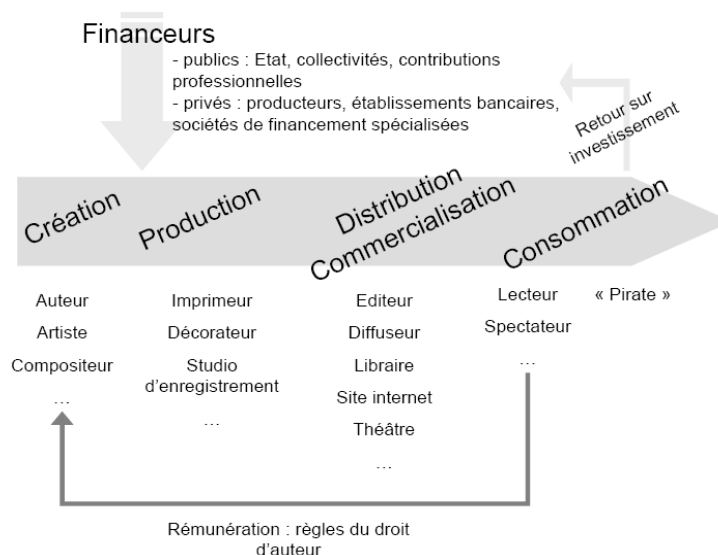 Financeurs
- publics : Etat, collectivités, contributions
professionnelles
- privés : producteurs, établissements bancaires,
sociétés de financement spécialisées
Retour sur
investissement
Création
Production
Distribution
Commercialisation
Consommation
Auteur
Artiste
Compositeur
…
Imprimeur
Décorateur
Studio
d’enregistrement
…
Editeur
Diffuseur
Libraire
Site internet
Théâtre
…
Lecteur
Spectateur
…
« Pirate »
Rémunération : règles du droit
d’auteur